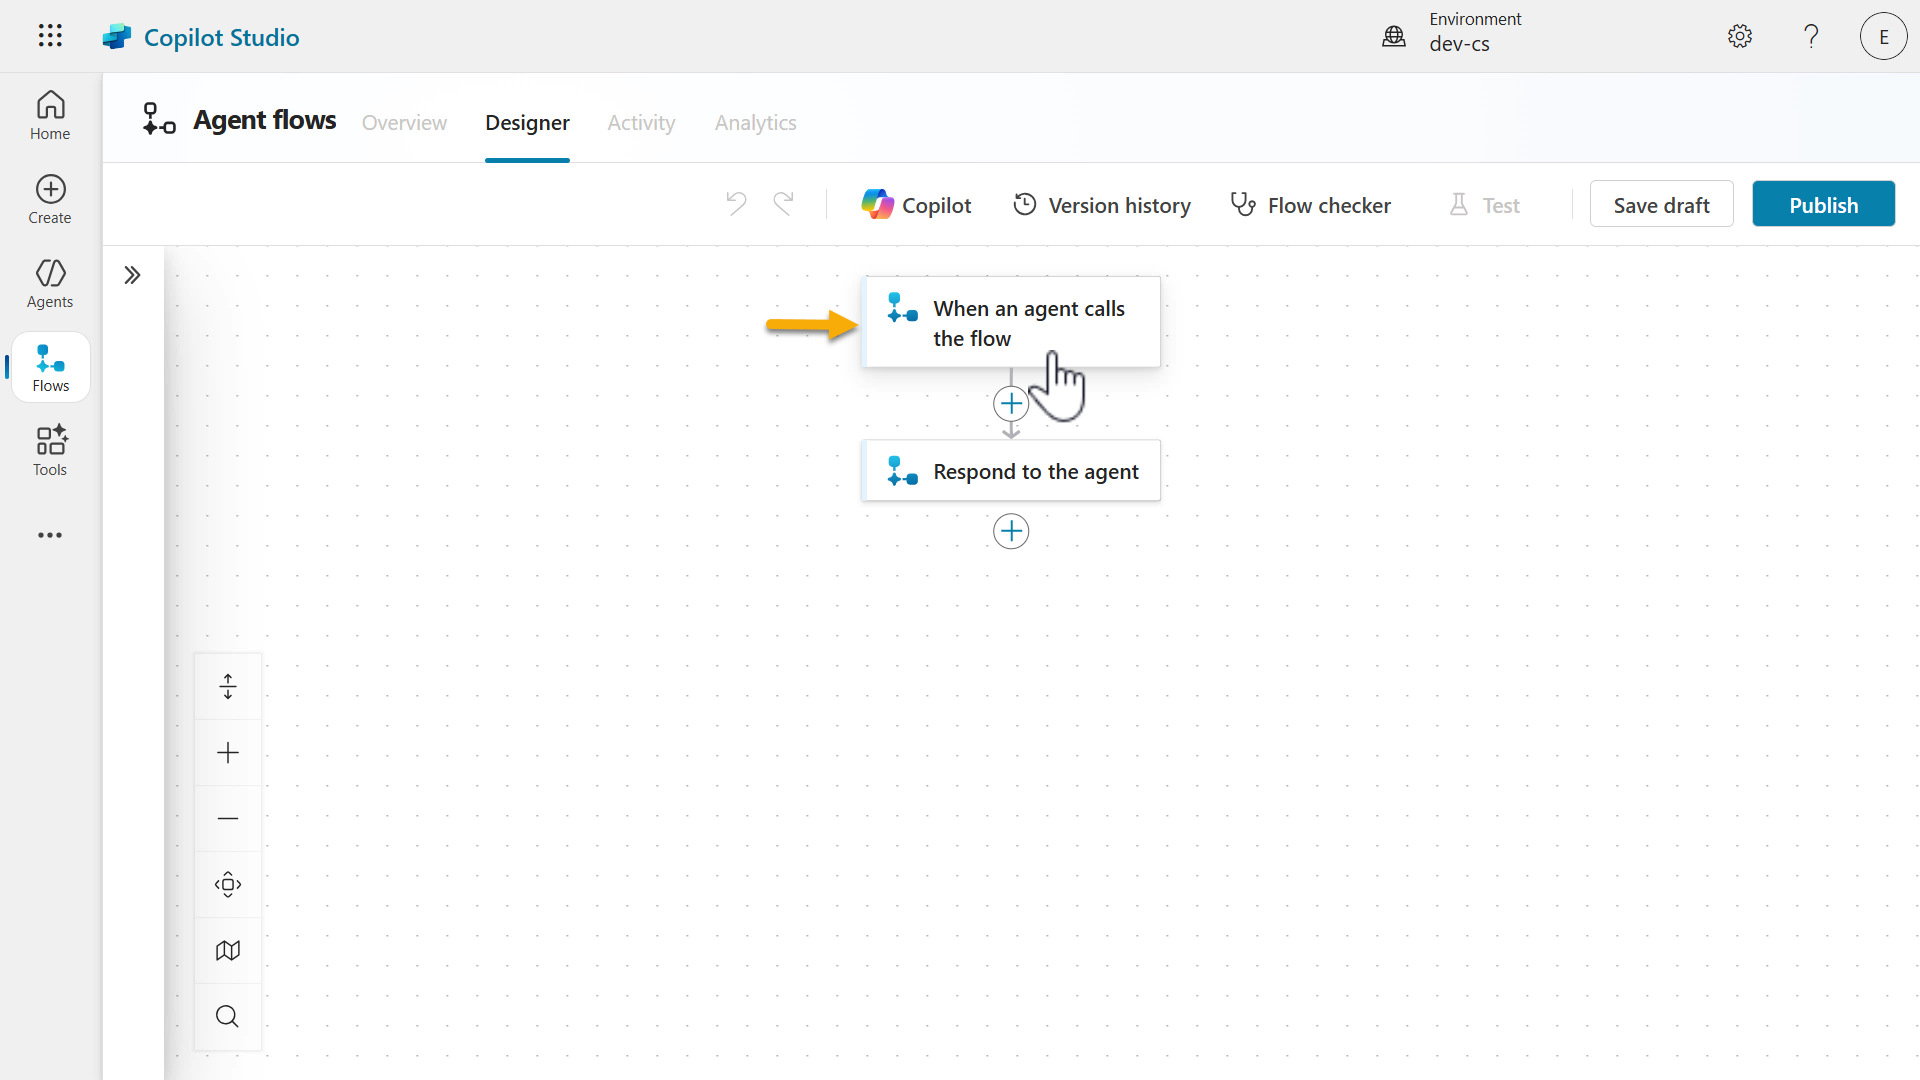 Copilot Studio
Environment
dev-cs
E
Home
Create
Agents
Flows
Tools
Agent flows
Overview
Designer
Activity
Analytics
Copilot
Version history
Flow checker
Test
Save draft
Publish
When an agent calls
the flow
Respond to the agent